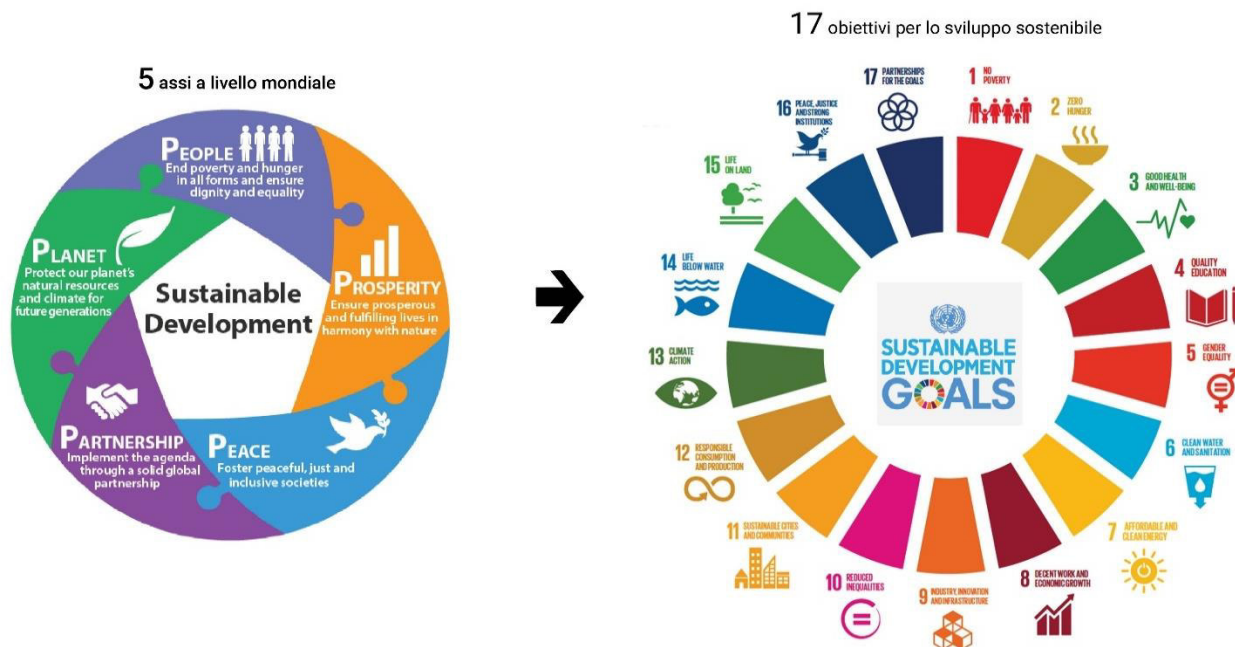 5 assi a livello mondiale
PEOPLE
End poverty and hunger
in all forms and ensure
dignity and equality
PLANET
Protect our planet's
natural resources
and climate for
future generations
PROSPERITY
Ensure prosperous
and fulfilling lives in
harmony with nature
Sustainable
Development
PARTNERSHIP
Implement the agenda
through a solid global
partnership
PEACE
Foster peaceful, just and
inclusive societies
17 obiettivi per lo sviluppo sostenibile
1 NO
POVERTY
2 ZERO
HUNGER
3 GOOD HEALTH
AND WELL-BEING
4 QUALITY
EDUCATION
5 GENDER
EQUALITY
6 CLEAN WATER
AND SANITATION
7 AFFORDABLE AND
CLEAN ENERGY
8 DECENT WORK AND
ECONOMIC GROWTH
9 INDUSTRY, INNOVATION
AND INFRASTRUCTURE
10 REDUCED
INEQUALITIES
11 SUSTAINABLE CITIES
AND COMMUNITIES
12 RESPONSIBLE
CONSUMPTION
AND PRODUCTION
13 CLIMATE
ACTION
14 LIFE
BELOW WATER
15 LIFE
ON LAND
16 PEACE, JUSTICE
AND STRONG
INSTITUTIONS
17 PARTNERSHIPS
FOR THE GOALS
SUSTAINABLE
DEVELOPMENT
GOALS